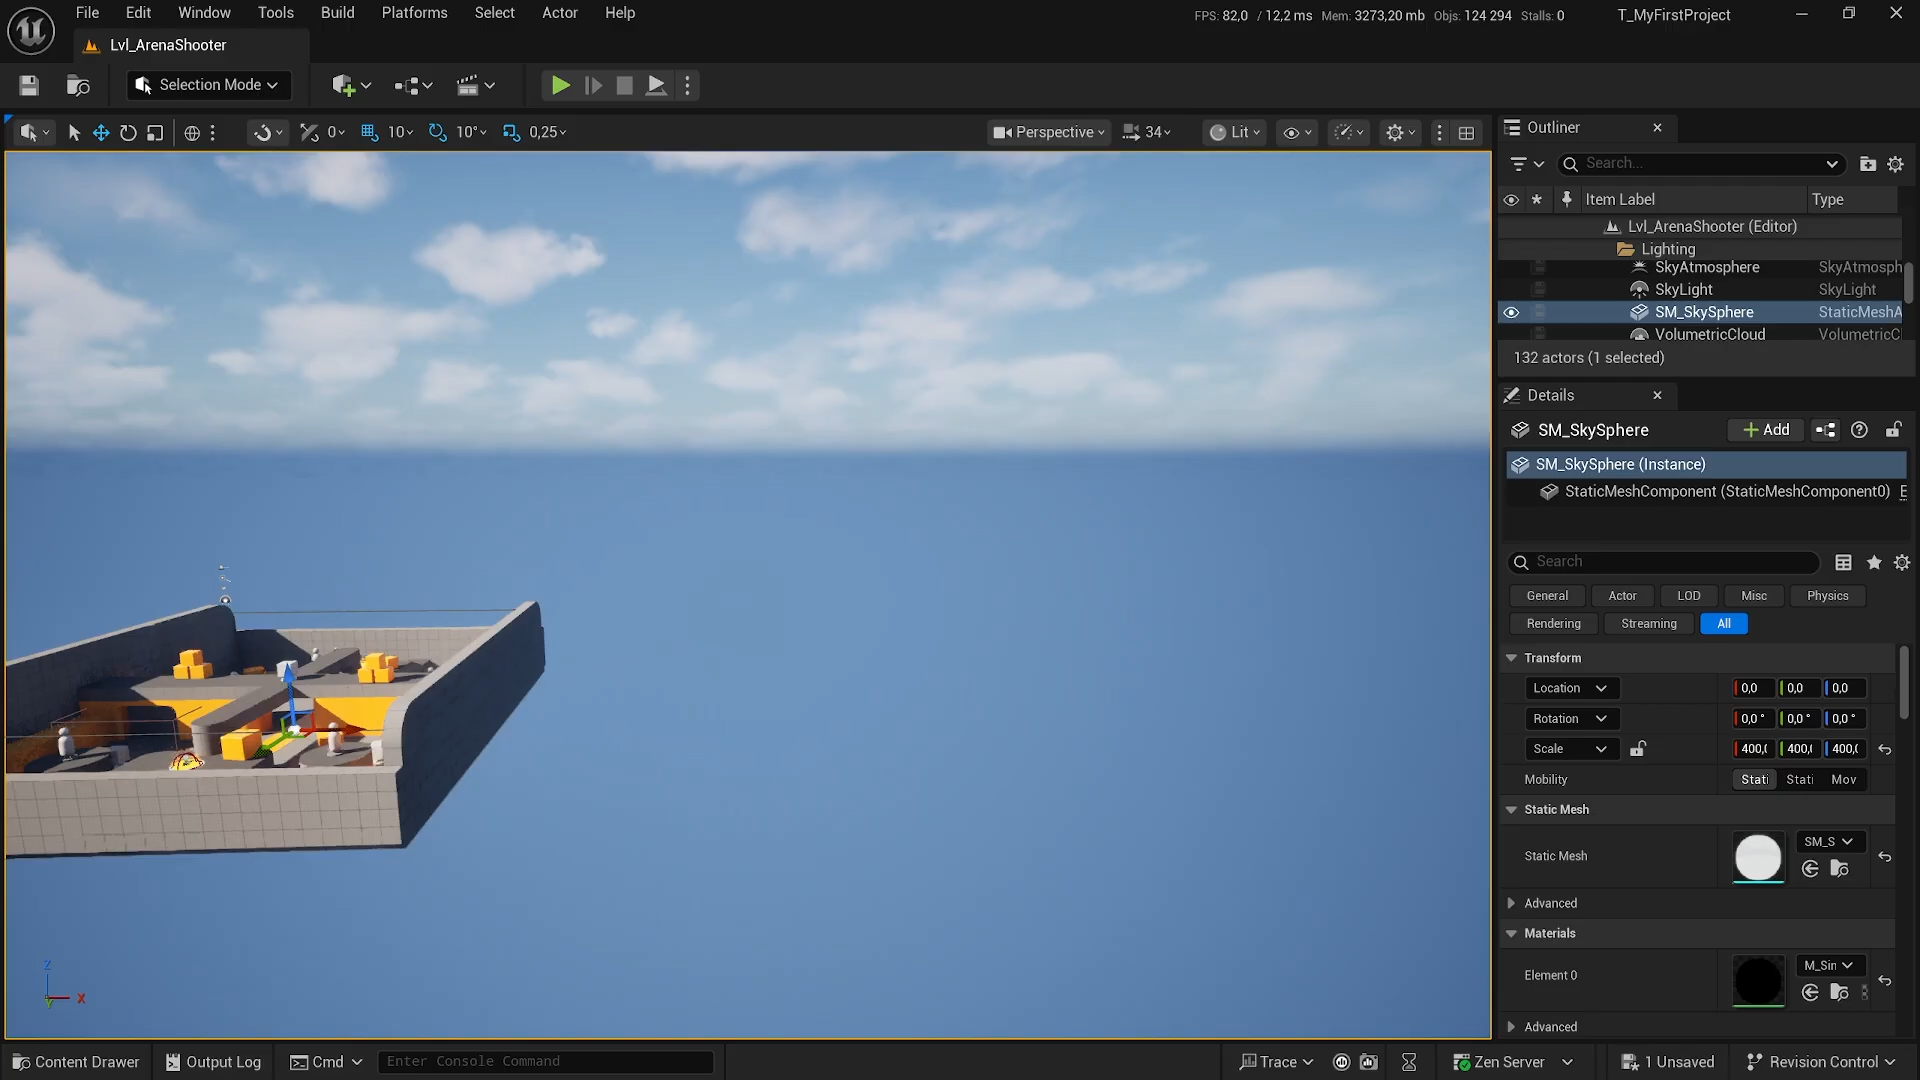 File Edit Window Tools Build Platforms Select Actor Help
FPS: 82,0 / 12,2 ms Mem: 3273,20 mb Objs: 124 294 Stalls: 0
T_MyFirstProject
Lvl_ArenaShooter
Selection Mode
0 10 10° 0,25
Perspective 34 Lit
Outliner
Search...
Item Label Type
Lvl_ArenaShooter (Editor)
Lighting
SkyAtmosphere SkyAtmosph
SkyLight SkyLight
SM_SkySphere StaticMeshA
VolumetricCloud VolumetricC
132 actors (1 selected)
Details
SM_SkySphere
Add
SM_SkySphere (Instance)
StaticMeshComponent (StaticMeshComponent0) E
Search
General Actor LOD Misc Physics
Rendering Streaming All
Transform
Location 0,0 0,0 0,0
Rotation 0,0 ° 0,0 ° 0,0 °
Scale 400,( 400,( 400,(
Mobility Stati Stati Mov
Static Mesh
Static Mesh SM_S
Advanced
Materials
Element 0 M_Sin
Advanced
Z
Y X
Content Drawer Output Log Cmd Enter Console Command
Trace Zen Server 1 Unsaved Revision Control